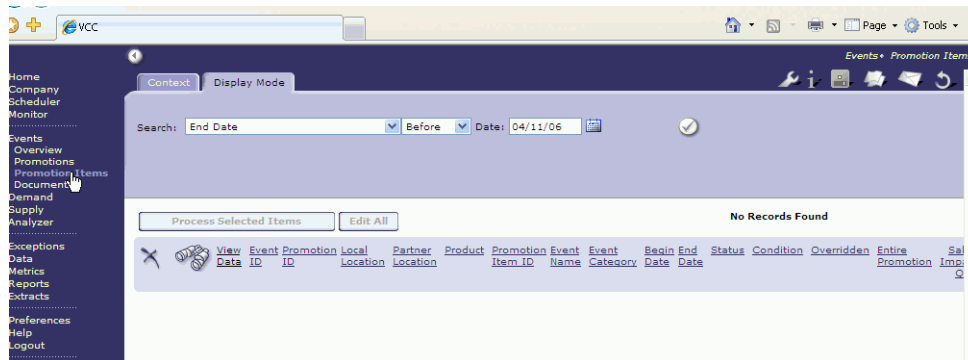 VCC
Page
Tools
Events• Promotion Item
Home
Company
Scheduler
Monitor
Events
Overview
Promotions
Promotion Items
Document
Demand
Supply
Analyzer
Exceptions
Data
Metrics
Reports
Extracts
Preferences
Help
Logout
Context
Display Mode
Search: End Date Before Date: 04/11/06
Process Selected Items Edit All No Records Found
View Event Promotion Local Partner Product Promotion Event Event Begin End Status Condition Overridden Entire Sal
Data ID ID Location Location Item ID Name Category Date Date Promotion Imp
Q